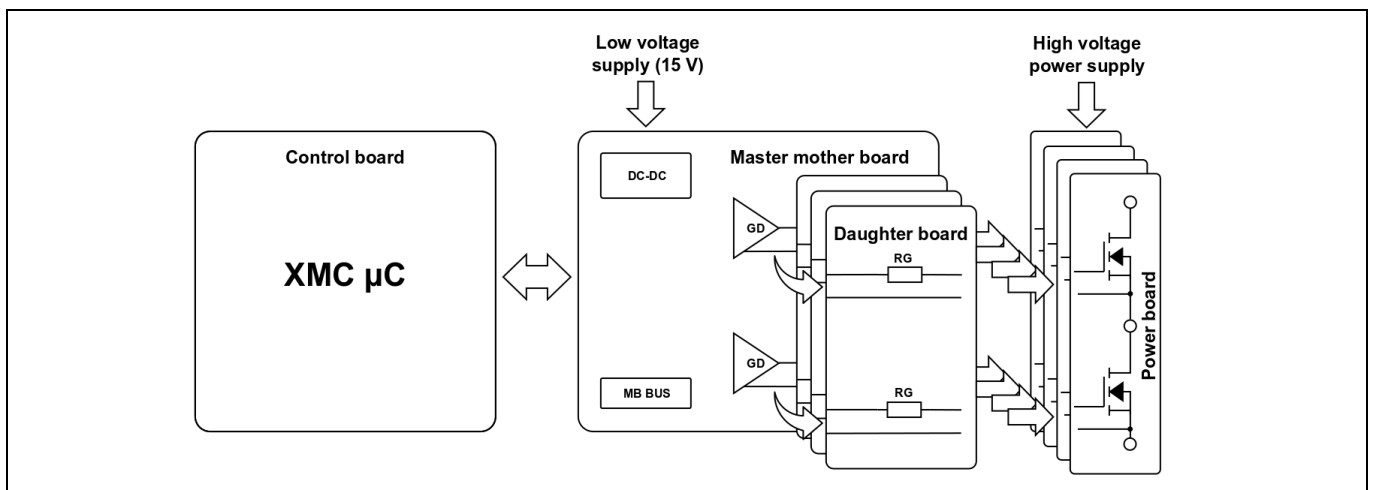 Low voltage
supply (15 V)
High voltage
power supply
Control board
XMC µC
Master mother board
DC-DC
GD
Daughter board
RG
GD
MB BUS
RG
Power board